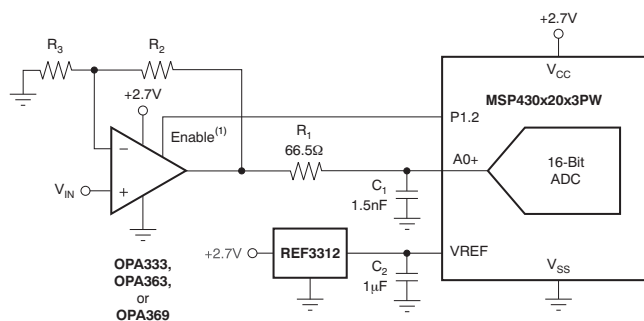 +2.7V
R3
R2
+2.7V
VCC
MSP430x20x3PW
Enable(1)
P1.2
R1
66.5Ω
−
A0+
16-Bit
ADC
VIN
+
C1
1.5nF
+2.7V
REF3312
VREF
C2
1μF
VSS
OPA333,
OPA363,
or
OPA369